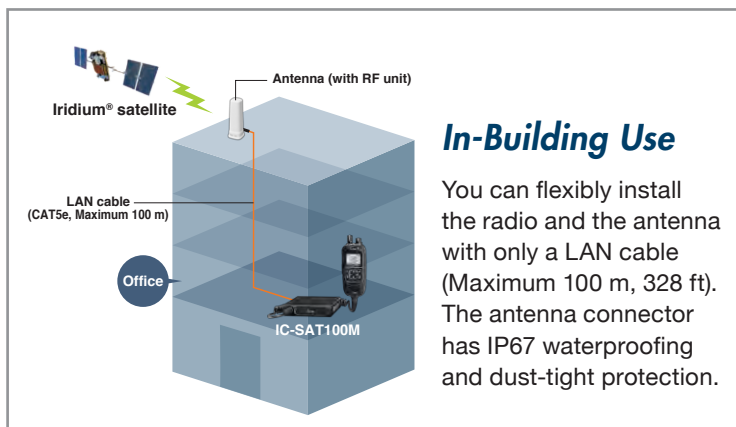 Antenna (with RF unit)
Iridium® satellite
LAN cable
(CAT5e, Maximum 100 m)
Office
IC-SAT100M
In-Building Use
You can flexibly install
the radio and the antenna
with only a LAN cable
(Maximum 100 m, 328 ft).
The antenna connector
has IP67 waterproofing
and dust-tight protection.